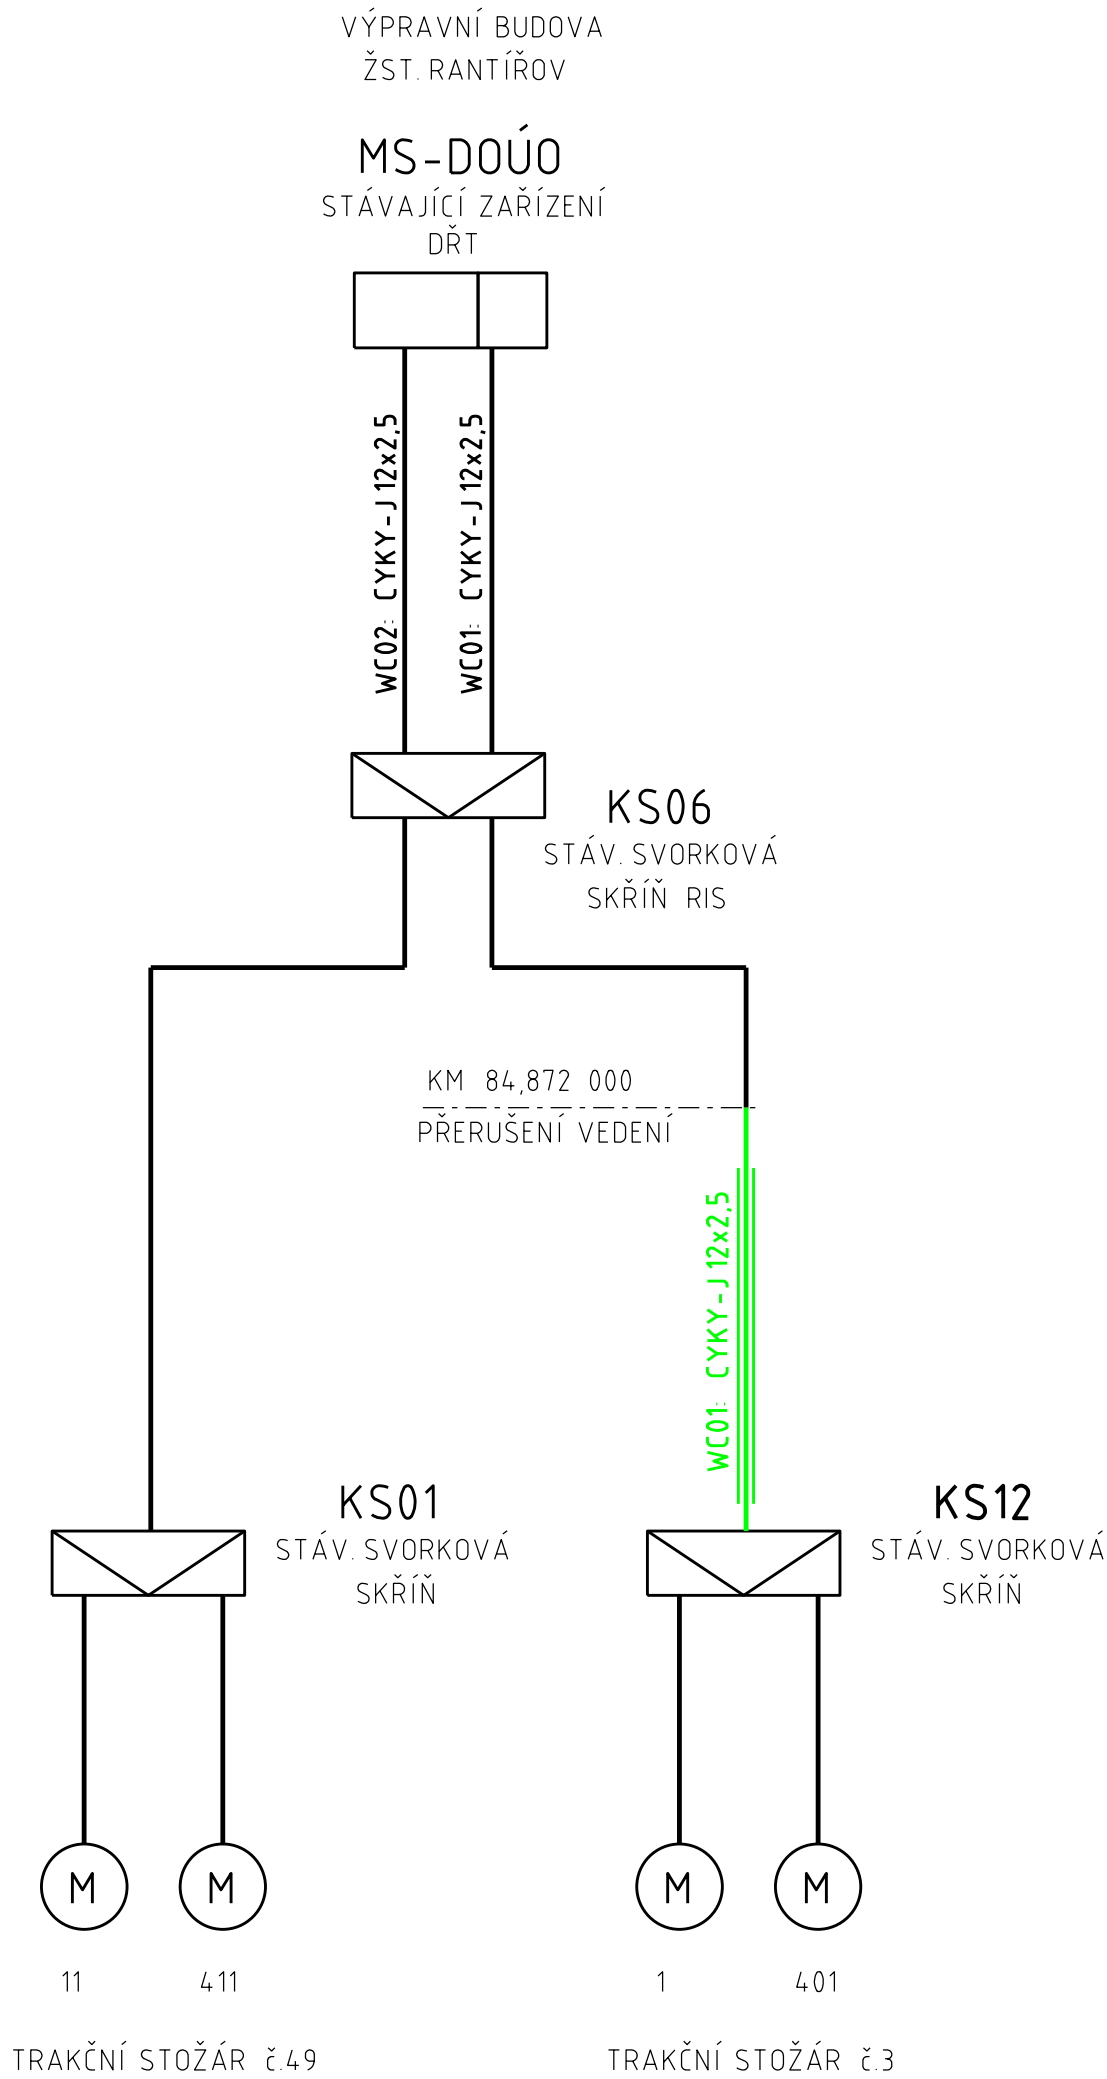 VÝPRAVNÍ BUDOVA
ŽST. RANTÍŘOV
MS-DOÚO
STÁVAJÍCÍ ZAŘÍZENÍ
DŘT
WC02: CYKY-J 12x2,5
WC01: CYKY-J 12x2,5
KS06
STÁV. SVORKOVÁ
SKŘÍŇ RIS
KM 84,872 000
PŘERUŠENÍ VEDENÍ
WC01: CYKY-J 12x2,5
KS01
STÁV. SVORKOVÁ
SKŘÍŇ
KS12
STÁV. SVORKOVÁ
SKŘÍŇ
M M M M
11 411 1 401
TRAKČNÍ STOŽÁR č.49
TRAKČNÍ STOŽÁR č.3